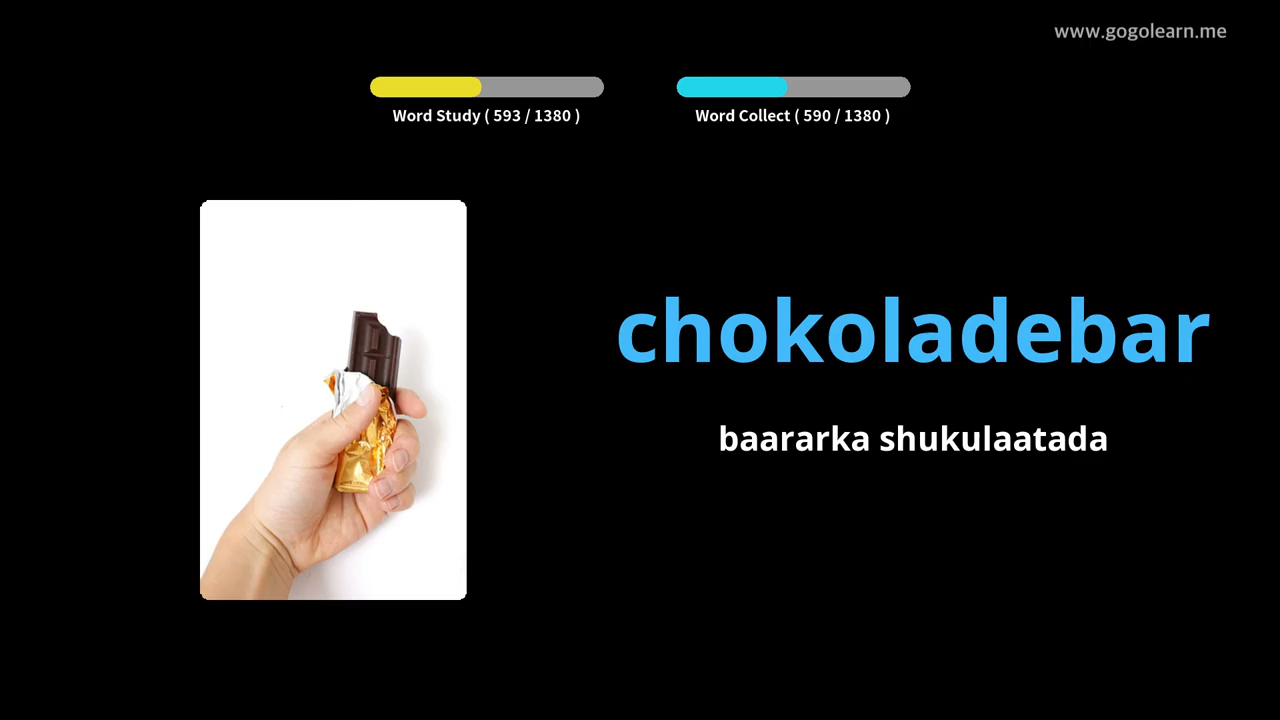 www.gogolearn.me
Word Study ( 593 / 1380 )
Word Collect ( 590 / 1380 )
chokoladebar
baararka shukulaatada